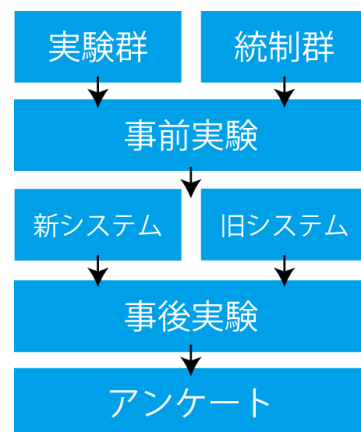 実験群
統制群
事前実験
新システム
旧システム
事後実験
アンケート